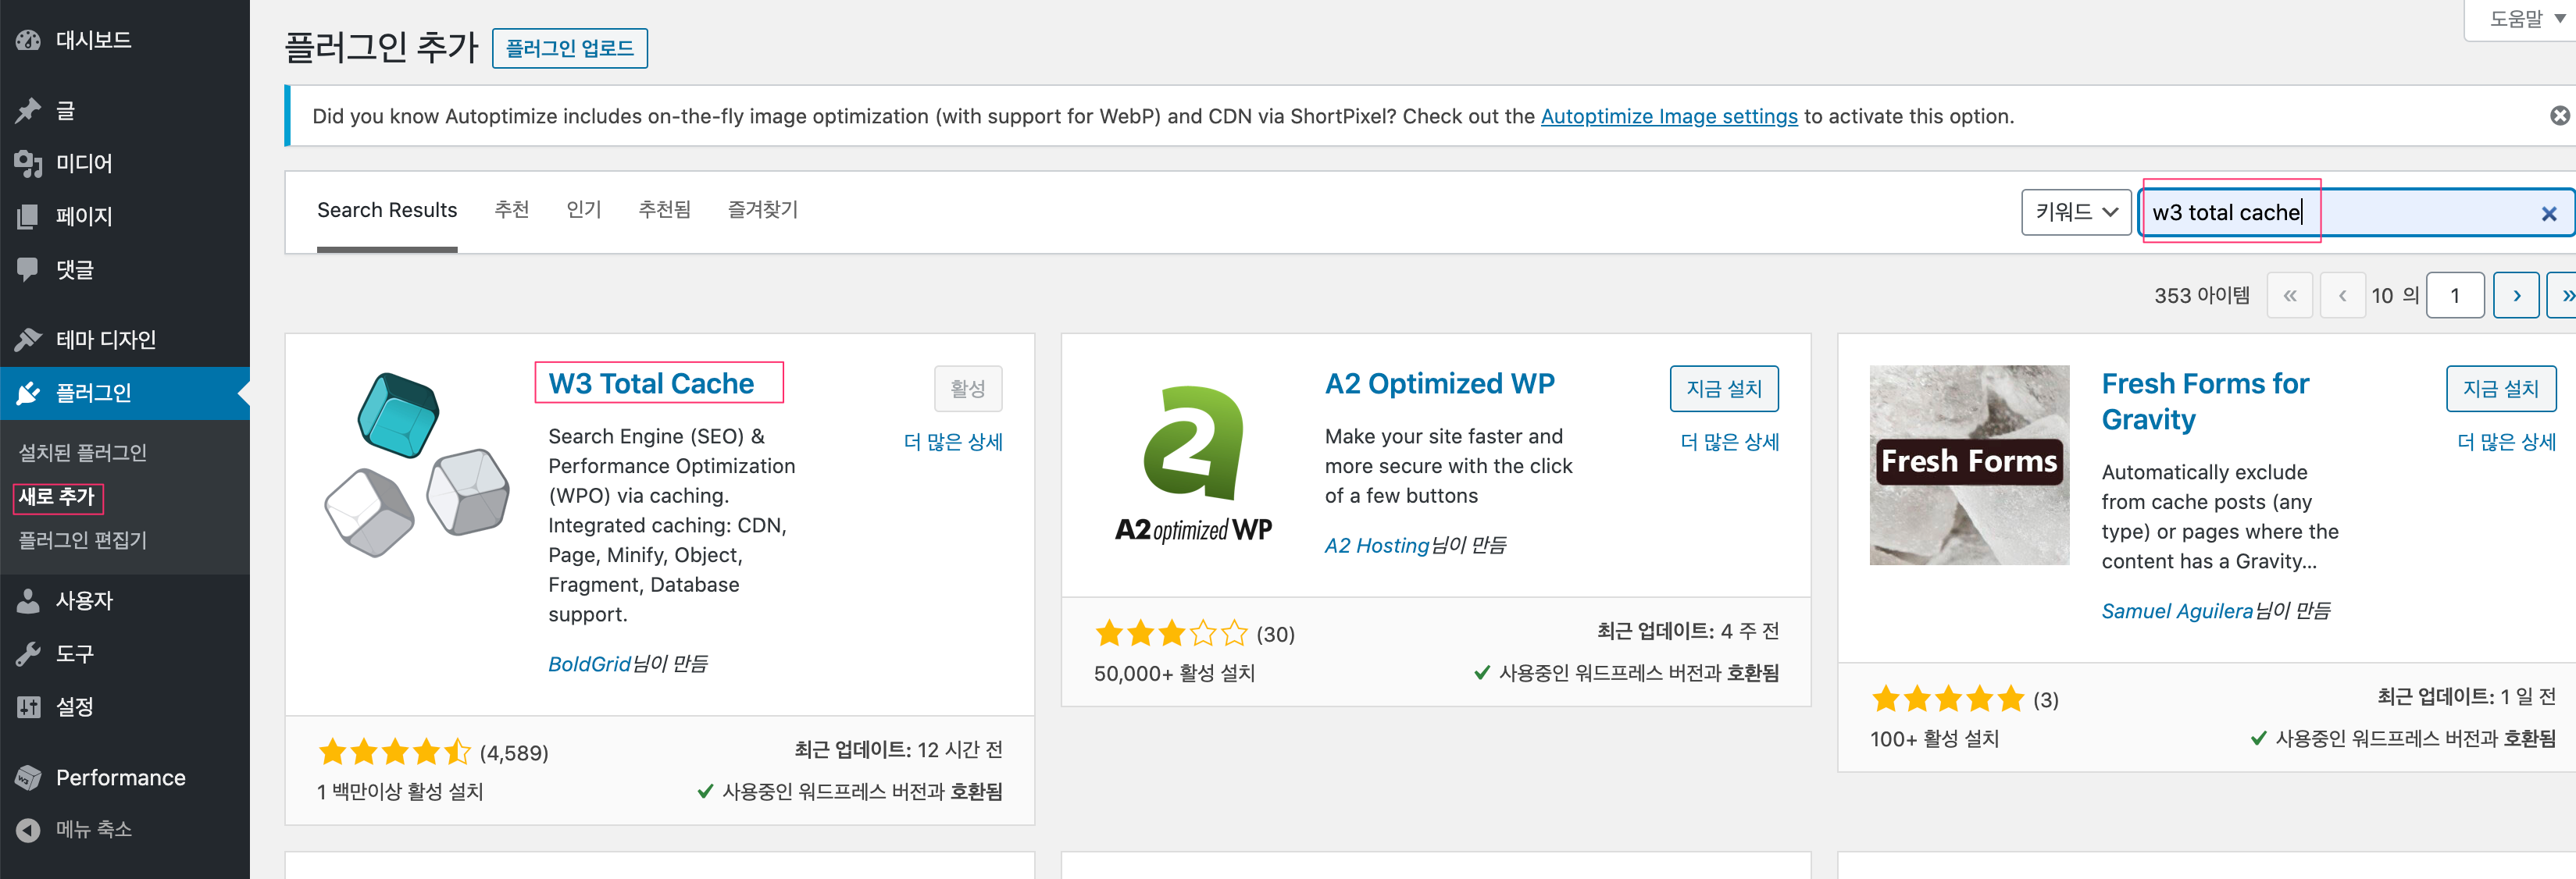 대시보드
글
미디어
페이지
댓글
테마 디자인
플러그인
설치된 플러그인
새로 추가
플러그인 편집기
사용자
도구
설정
Performance
메뉴 축소
도움말
플러그인 추가 플러그인 업로드
Did you know Autoptimize includes on-the-fly image optimization (with support for WebP) and CDN via ShortPixel? Check out the Autoptimize Image settings to activate this option.
Search Results 추천 인기 추천됨 즐겨찾기 키워드 w3 total cache
353 아이템 « ‹ 10 의 1 › »
W3 Total Cache
활성
더 많은 상세
Search Engine (SEO) &
Performance Optimization
(WPO) via caching.
Integrated caching: CDN,
Page, Minify, Object,
Fragment, Database
support.
BoldGrid님이 만듦
(4,589)
최근 업데이트: 12 시간 전
1 백만이상 활성 설치
사용중인 워드프레스 버전과 호환됨
A2 optimized WP
A2 Optimized WP
지금 설치
더 많은 상세
Make your site faster and
more secure with the click
of a few buttons
A2 Hosting님이 만듦
(30)
최근 업데이트: 4 주 전
50,000+ 활성 설치
사용중인 워드프레스 버전과 호환됨
Fresh Forms
Fresh Forms for
Gravity
지금 설치
더 많은 상세
Automatically exclude
from cache posts (any
type) or pages where the
content has a Gravity...
Samuel Aguilera님이 만듦
(3)
최근 업데이트: 1 일 전
100+ 활성 설치
사용중인 워드프레스 버전과 호환됨